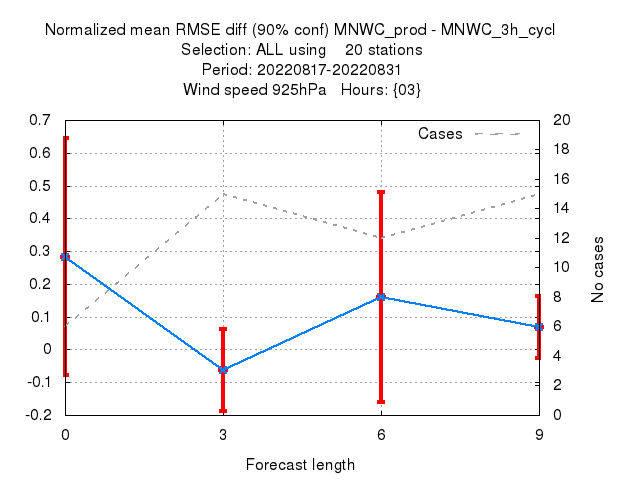 Normalized mean RMSE diff (90% conf) MNWC_prod - MNWC_3h_cycl
Selection: ALL using    20 stations
Period: 20220817-20220831
Wind speed 925hPa   Hours: {03}
Cases
0.7
0.6
0.5
0.4
0.3
0.2
0.1
0
-0.1
-0.2
20
18
16
14
12
10
8
6
4
2
0
No cases
0 3 6 9
Forecast length